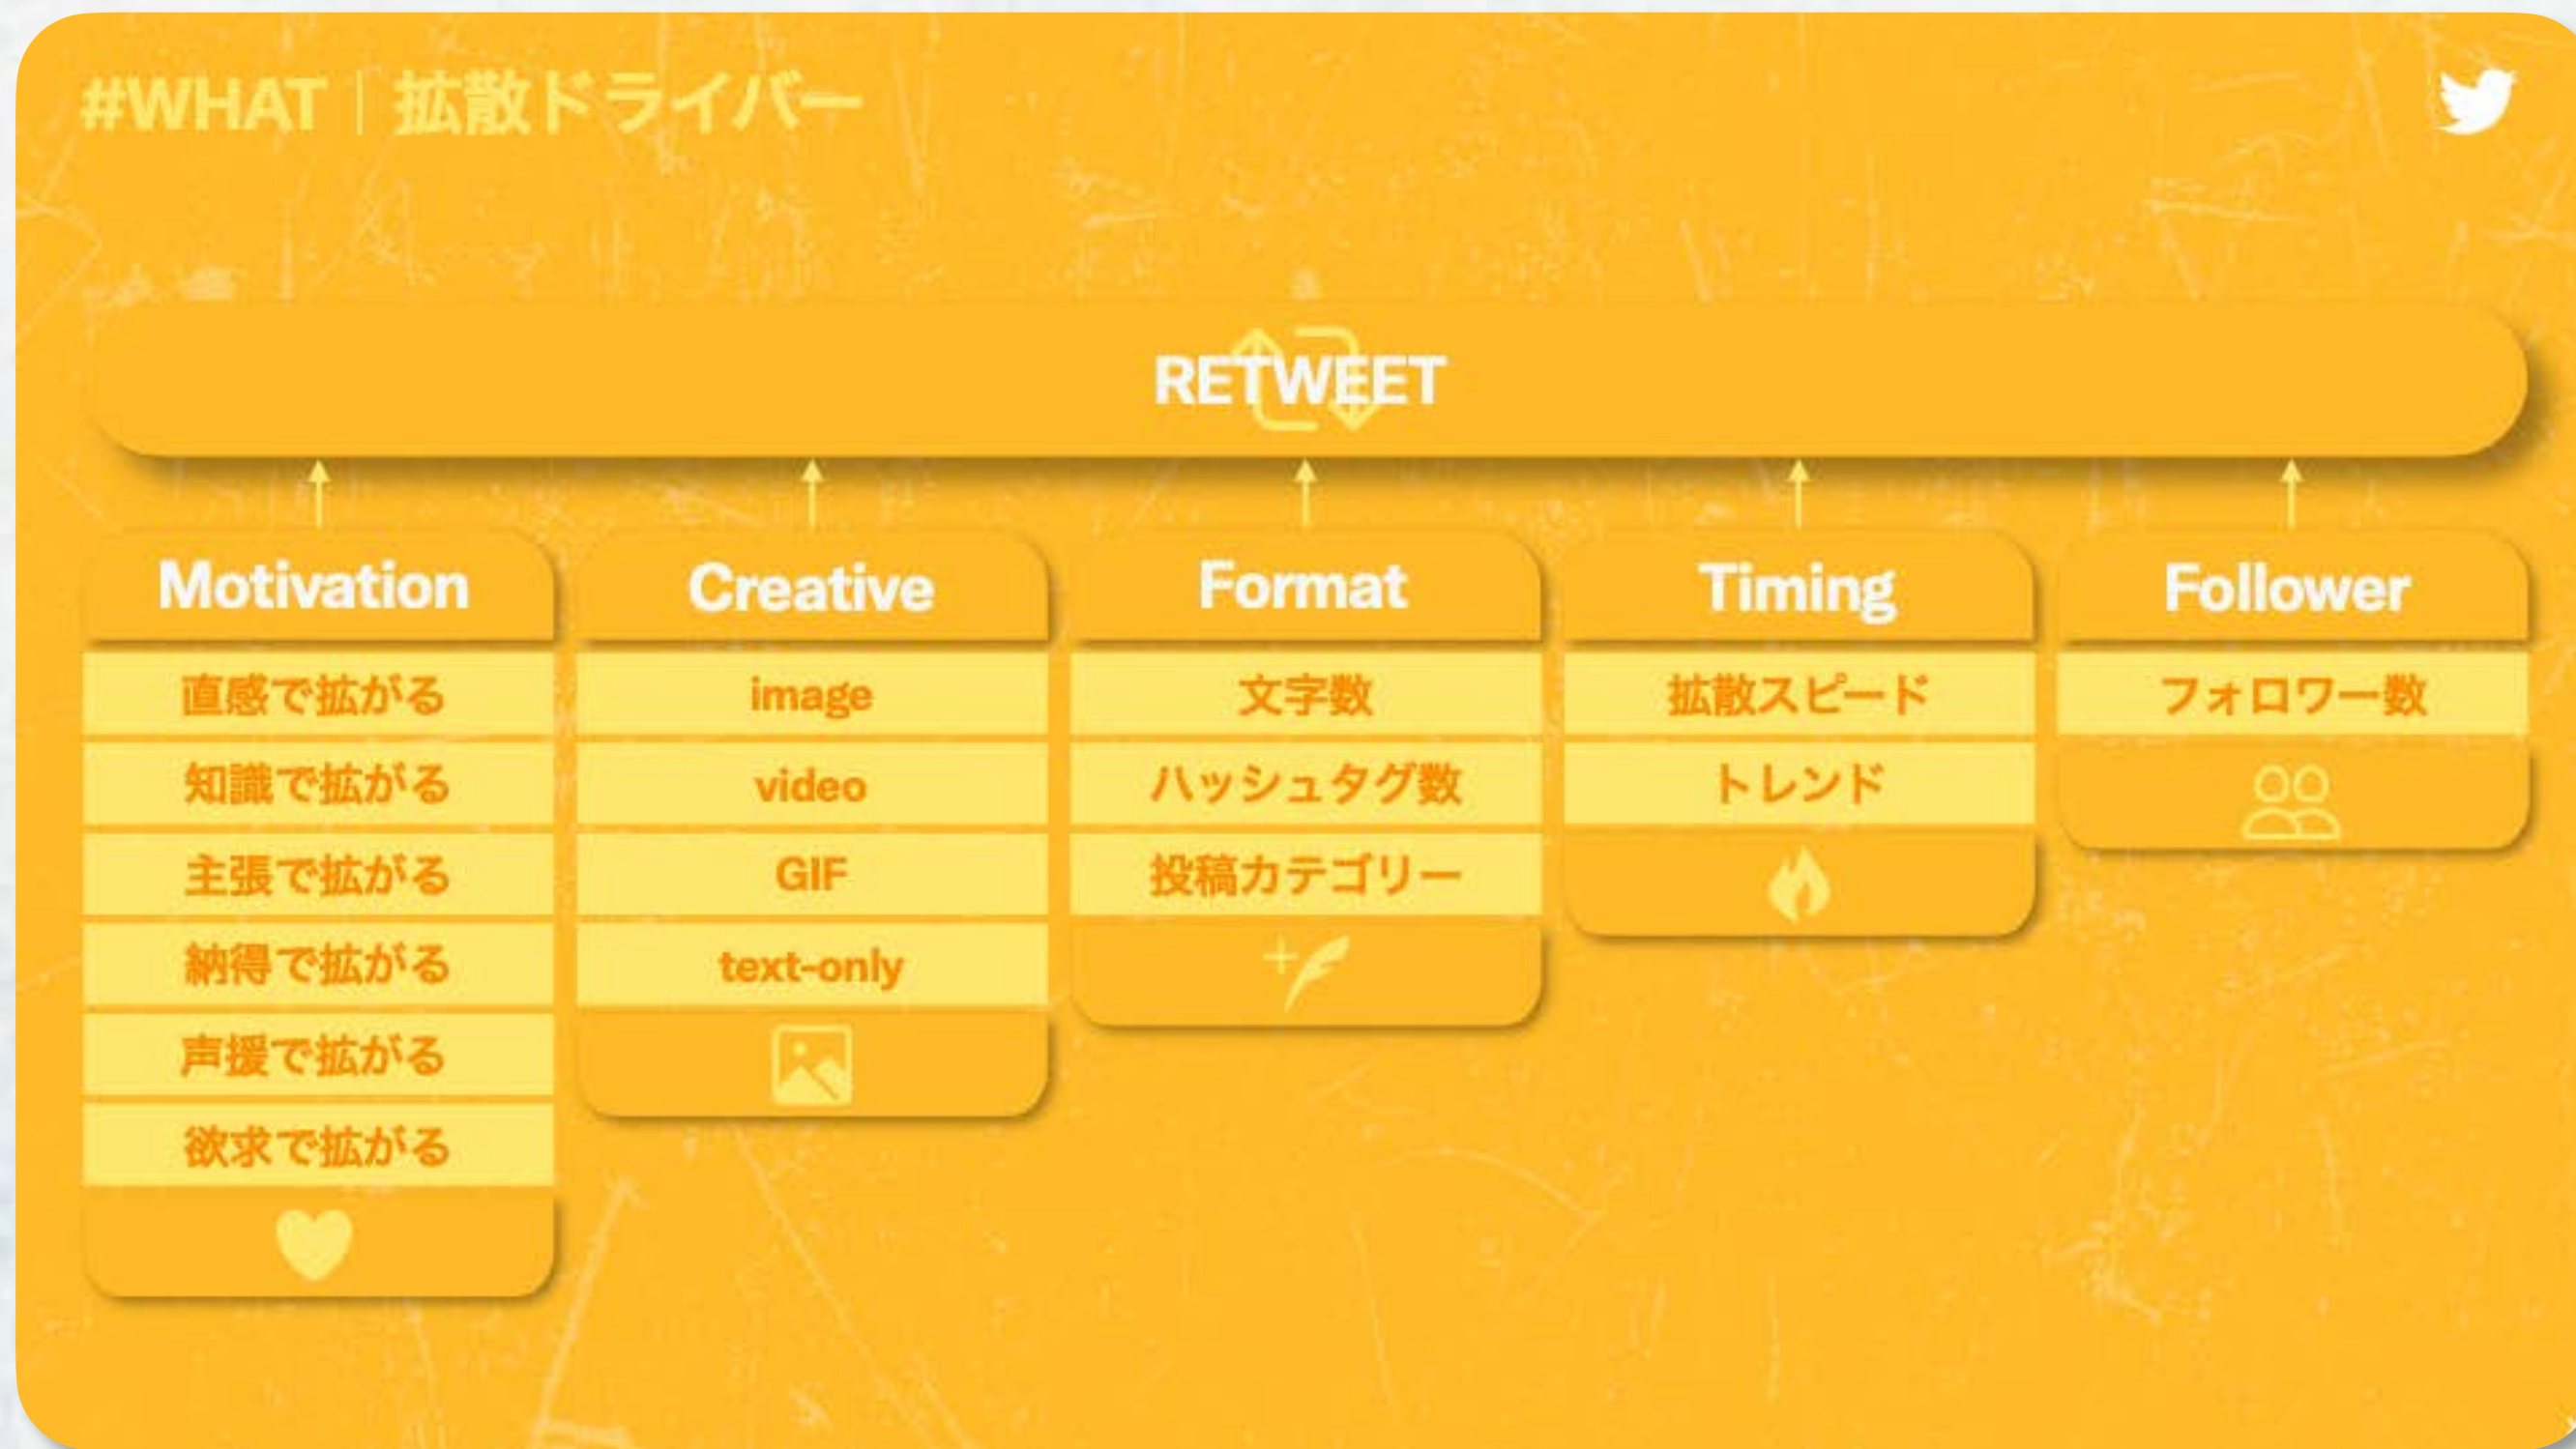 #WHAT｜拡散ドライバー
RETWEET
Motivation
直感で拡がる
知識で拡がる
主張で拡がる
納得で拡がる
声援で拡がる
欲求で拡がる
Creative
image
video
GIF
text-only
Format
文字数
ハッシュタグ数
投稿カテゴリー
Timing
拡散スピード
トレンド
Follower
フォロワー数